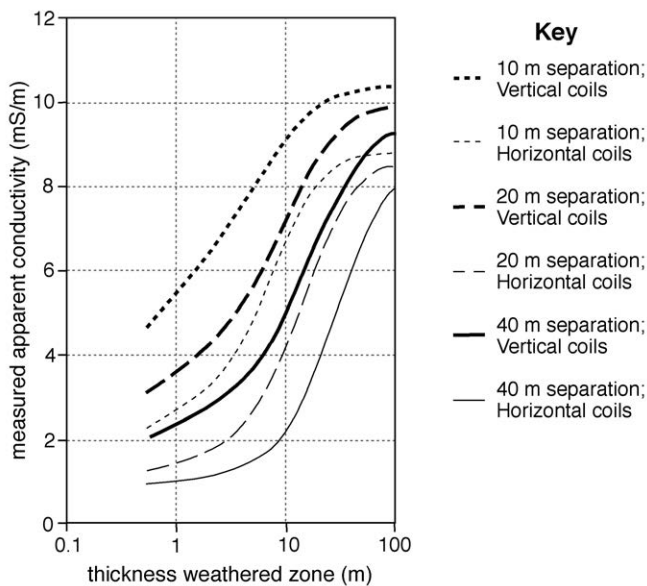 12
10
8
6
4
2
0
measured apparent conductivity (mS/m)
0.1
1
10
100
thickness weathered zone (m)
Key
10 m separation;
Vertical coils
10 m separation;
Horizontal coils
20 m separation;
Vertical coils
20 m separation;
Horizontal coils
40 m separation;
Vertical coils
40 m separation;
Horizontal coils